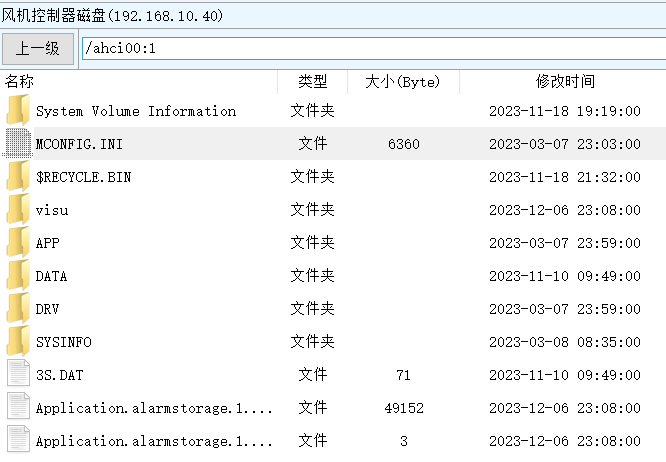 风机控制器磁盘(192.168.10.40)
上一级 /ahci00:1
名称 类型 大小(Byte) 修改时间
System Volume Information 文件夹 2023-11-18 19:19:00
MCONFIG.INI 文件 6360 2023-03-07 23:03:00
$RECYCLE.BIN 文件夹 2023-11-18 21:32:00
visu 文件夹 2023-12-06 23:08:00
APP 文件夹 2023-03-07 23:59:00
DATA 文件夹 2023-11-10 09:49:00
DRV 文件夹 2023-03-07 23:59:00
SYSINFO 文件夹 2023-03-08 08:35:00
3S.DAT 文件 71 2023-11-10 09:49:00
Application.alarmstorage.1.... 文件 49152 2023-12-06 23:08:00
Application.alarmstorage.1.... 文件 3 2023-12-06 23:08:00